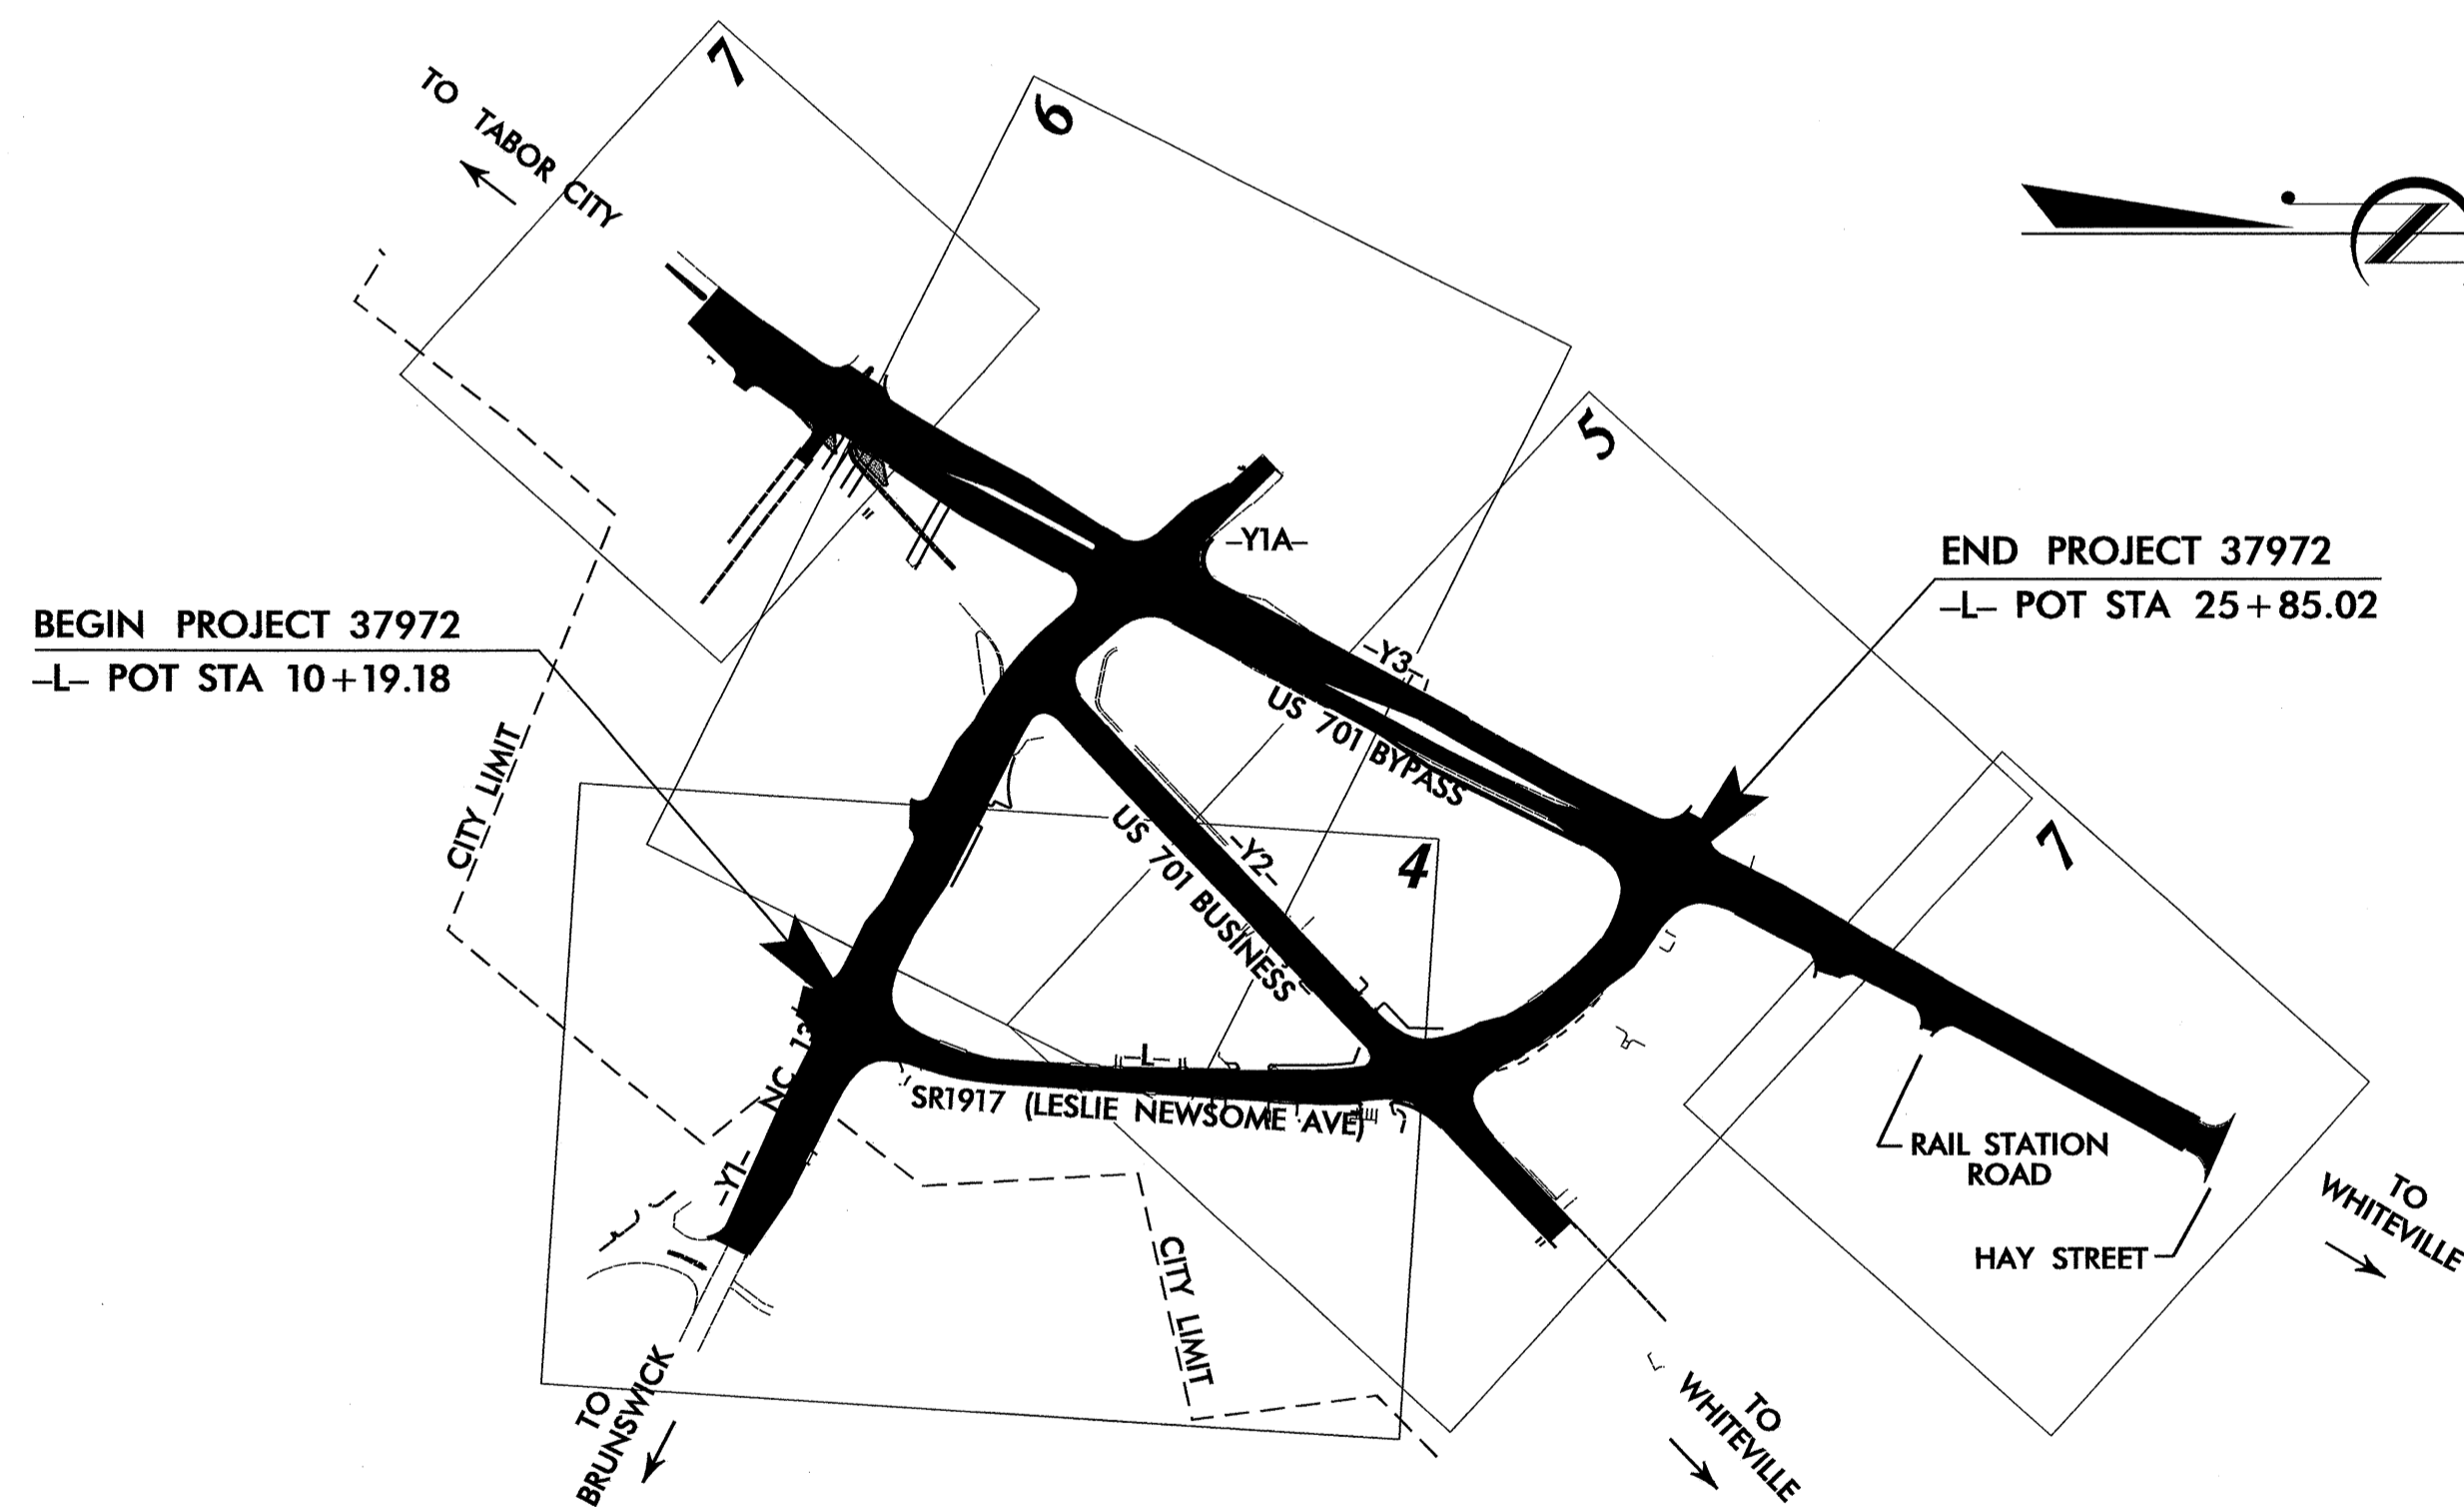 7
6
TO TABOR CITY
5
-Y1A-
END PROJECT 37972
-L- POT STA 25+85.02
BEGIN PROJECT 37972
-L- POT STA 10+19.18
-Y3-
US 701 BYPASS
CITY LIMIT
US 701 BUSINESS
-Y2-
4
7
NC
-L-
SR1917 (LESLIE NEWSOME AVE)
-Y1-
RAIL STATION
ROAD
HAY STREET
TO
WHITEVILLE
CITY LIMIT
TO
BRUNSWICK
TO
WHITEVILLE